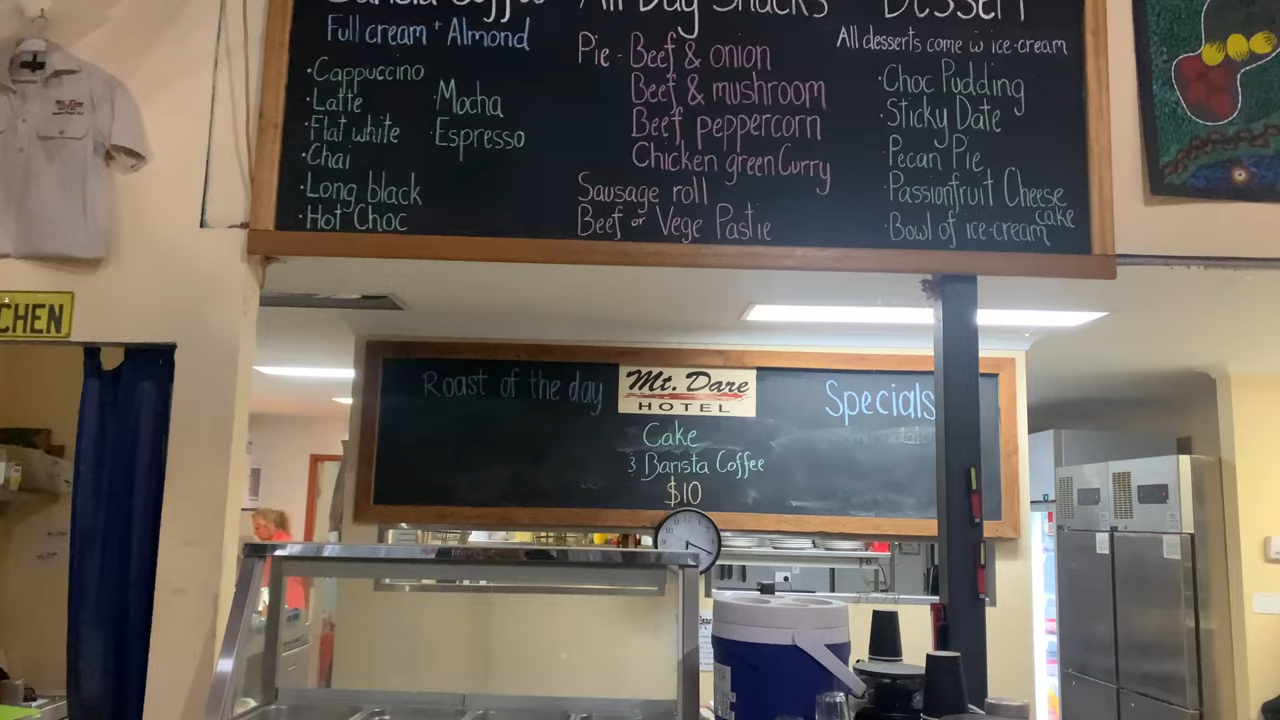 Barista Coffee
Full cream + Almond
·Cappuccino
·Latte
·Flat white
·Chai
·Long black
·Hot Choc
·Mocha
·Espresso
All Day Snacks
Pie - Beef & onion
Beef & mushroom
Beef peppercorn
Chicken green Curry
Sausage roll
Beef or Vege Pastie
Dessert
All desserts come w ice-cream
·Choc Pudding
·Sticky Date
·Pecan Pie
·Passionfruit Cheese
cake
·Bowl of ice-cream
CHEN
Roast of the day
Mt. Dare
HOTEL
Cake
& Barista Coffee
$10
Specials